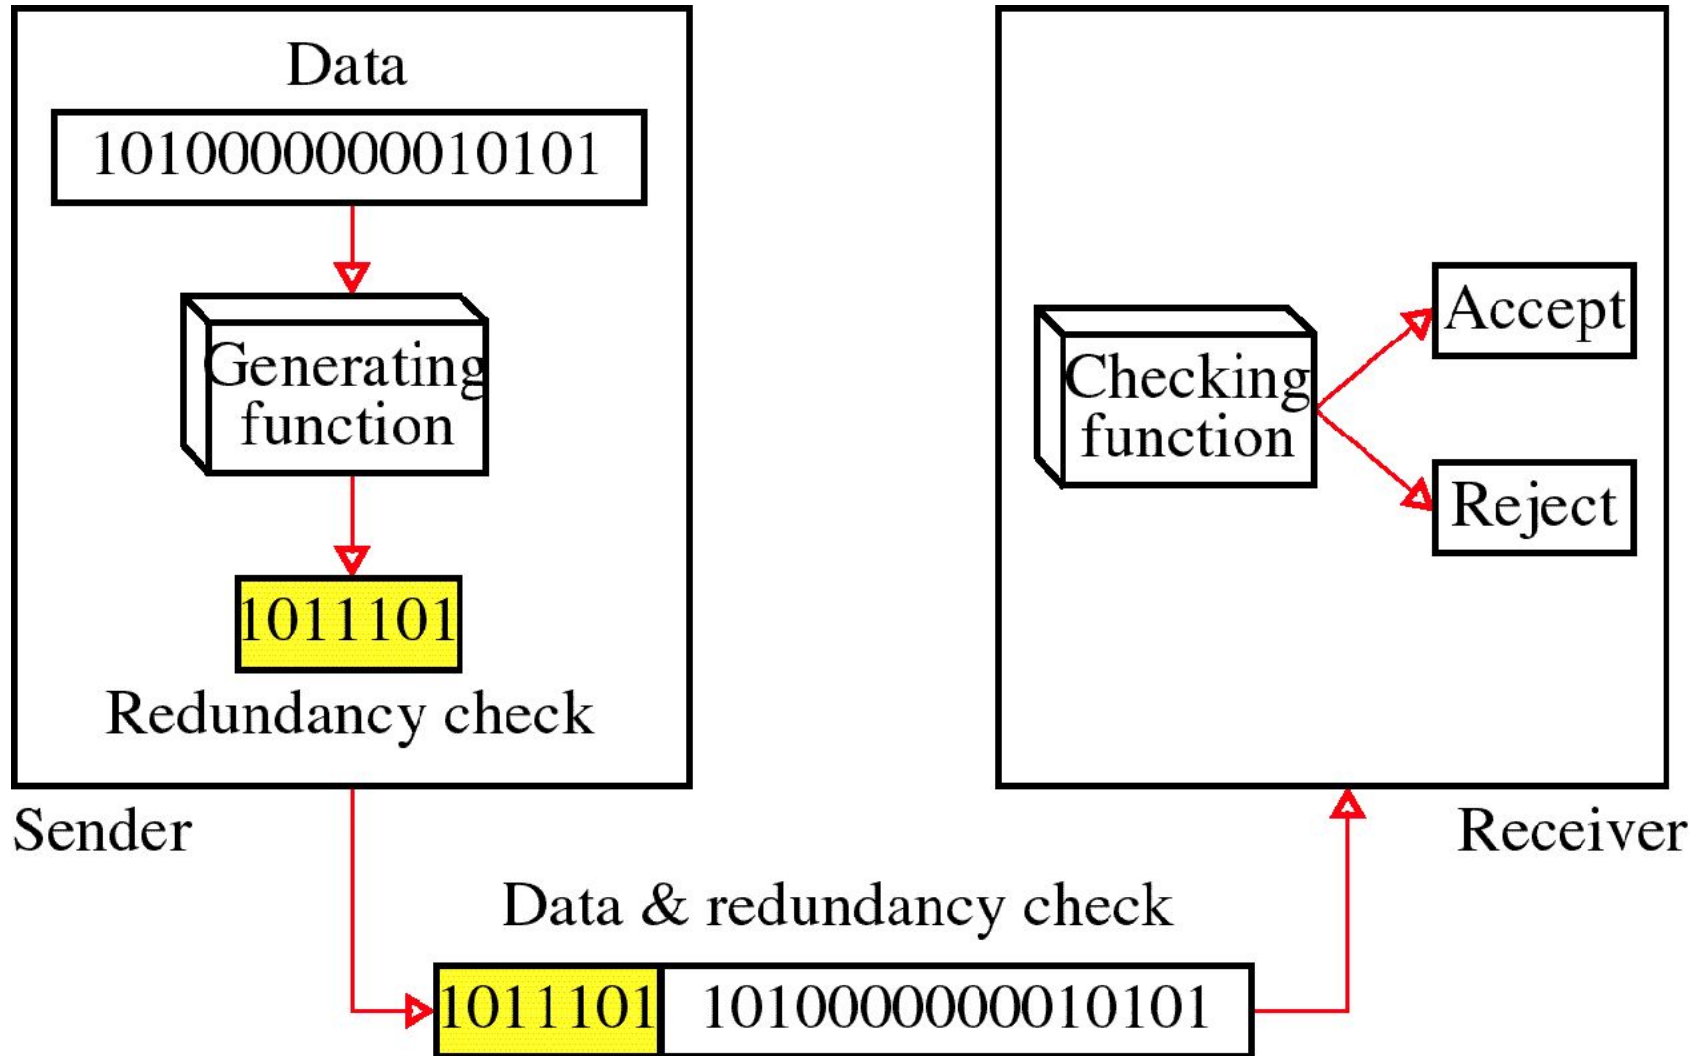 Data
1010000000010101
Generating
function
1011101
Redundancy check
Sender
Checking
function
Accept
Reject
Receiver
Data & redundancy check
1011101 1010000000010101